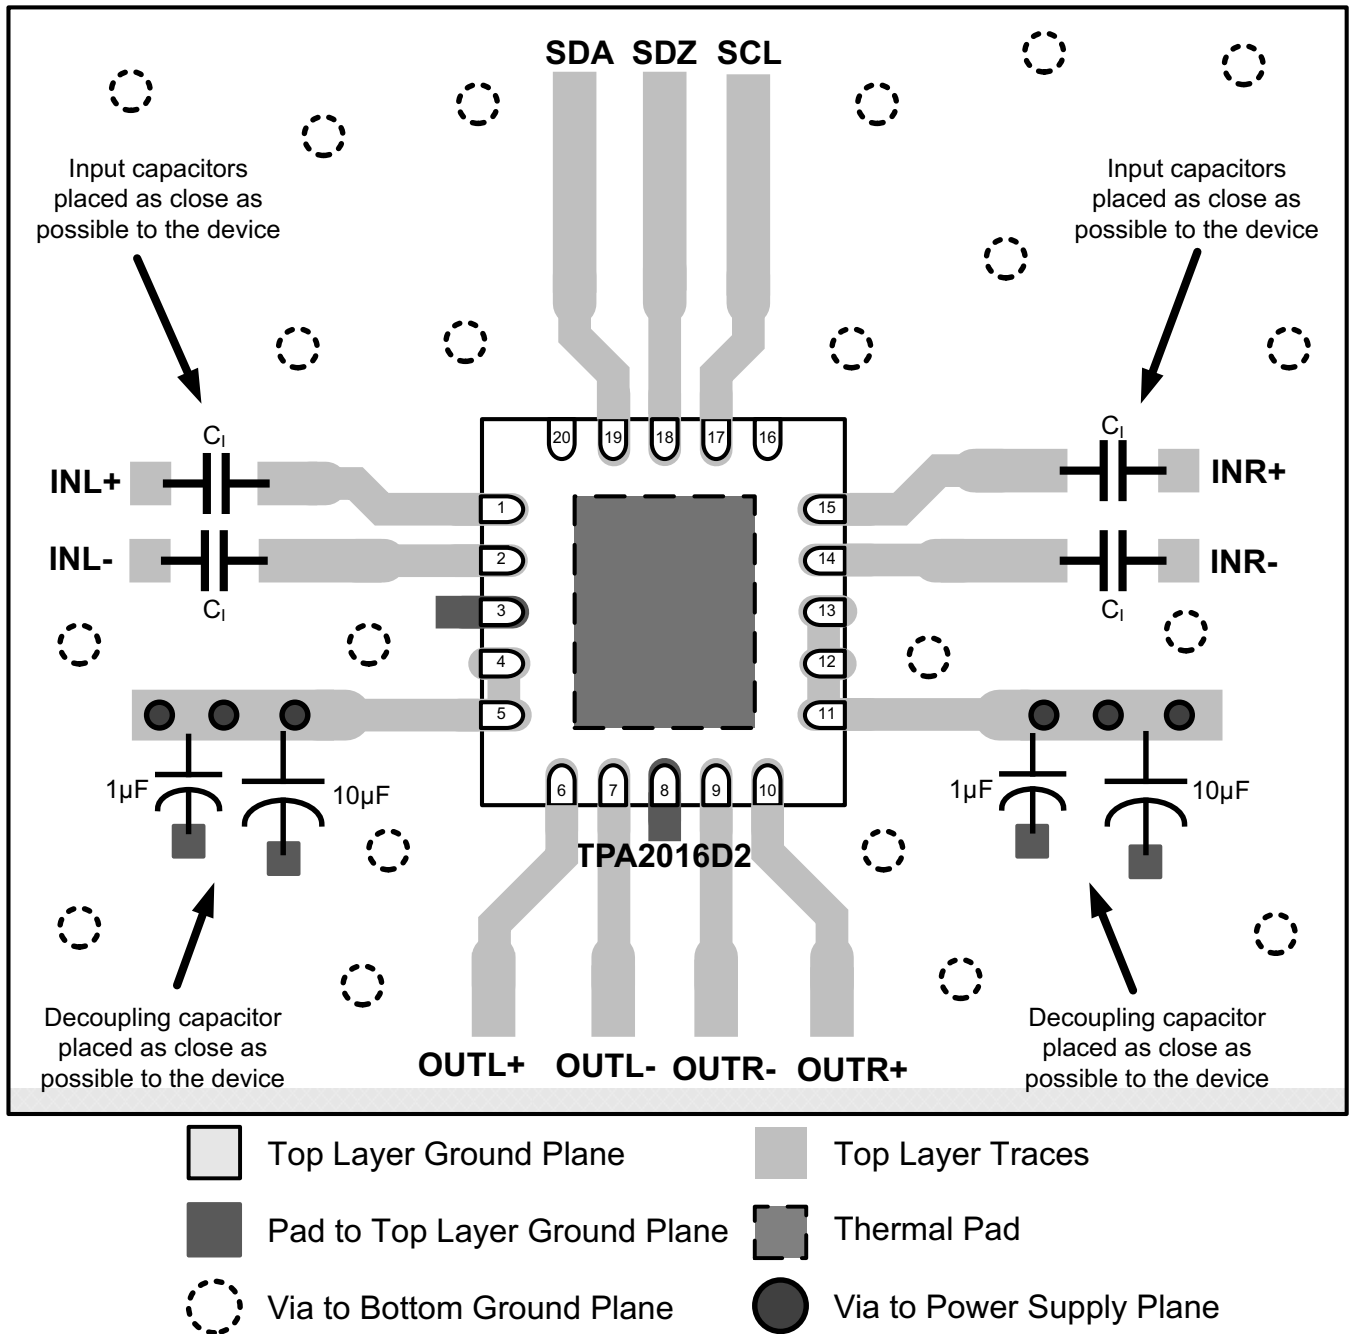 SDA SDZ SCL
Input capacitors
placed as close as
possible to the device
Input capacitors
placed as close as
possible to the device
20 19 18 17 16
CI
INL+
CI
INR+
1
15
INL-
2
14
INR-
CI
CI
3
13
4
12
5
11
1µF
10µF
6 7 8 9 10
1µF
10µF
TPA2016D2
Decoupling capacitor
placed as close as
possible to the device
Decoupling capacitor
placed as close as
possible to the device
OUTL+ OUTL- OUTR- OUTR+
Top Layer Ground Plane
Top Layer Traces
Pad to Top Layer Ground Plane
Thermal Pad
Via to Bottom Ground Plane
Via to Power Supply Plane